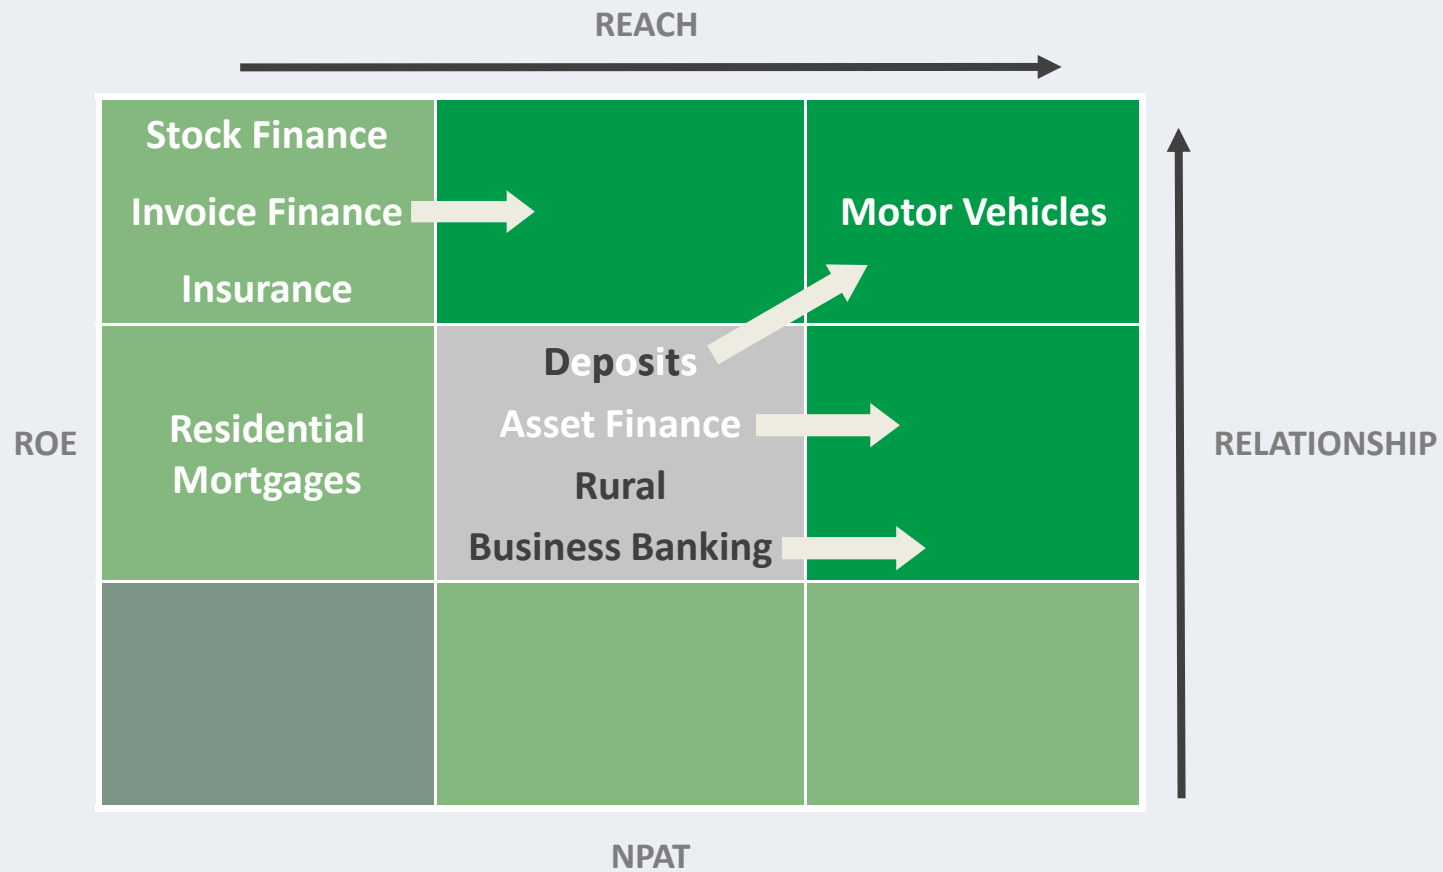 REACH
Stock Finance
Invoice Finance
Insurance
Motor Vehicles
ROE
Residential
Mortgages
Deposits
Asset Finance
Rural
Business Banking
RELATIONSHIP
NPAT